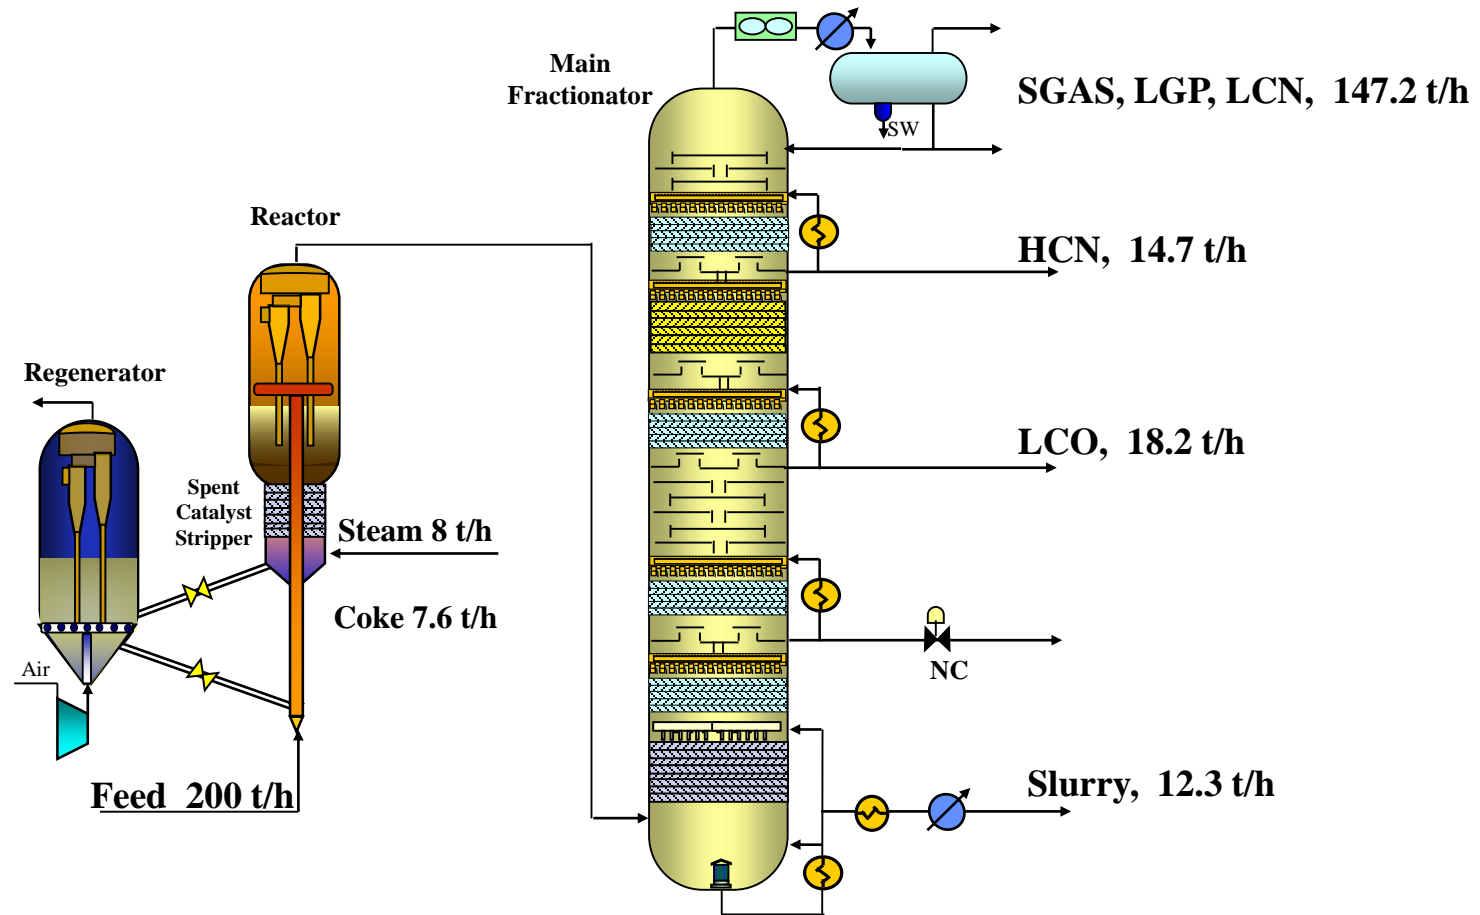 Main
Fractionator
SGAS, LGP, LCN, 147.2 t/h
SW
Reactor
HCN, 14.7 t/h
Regenerator
LCO, 18.2 t/h
Spent
Catalyst
Stripper
Steam 8 t/h
Coke 7.6 t/h
Air
NC
Feed 200 t/h
Slurry, 12.3 t/h